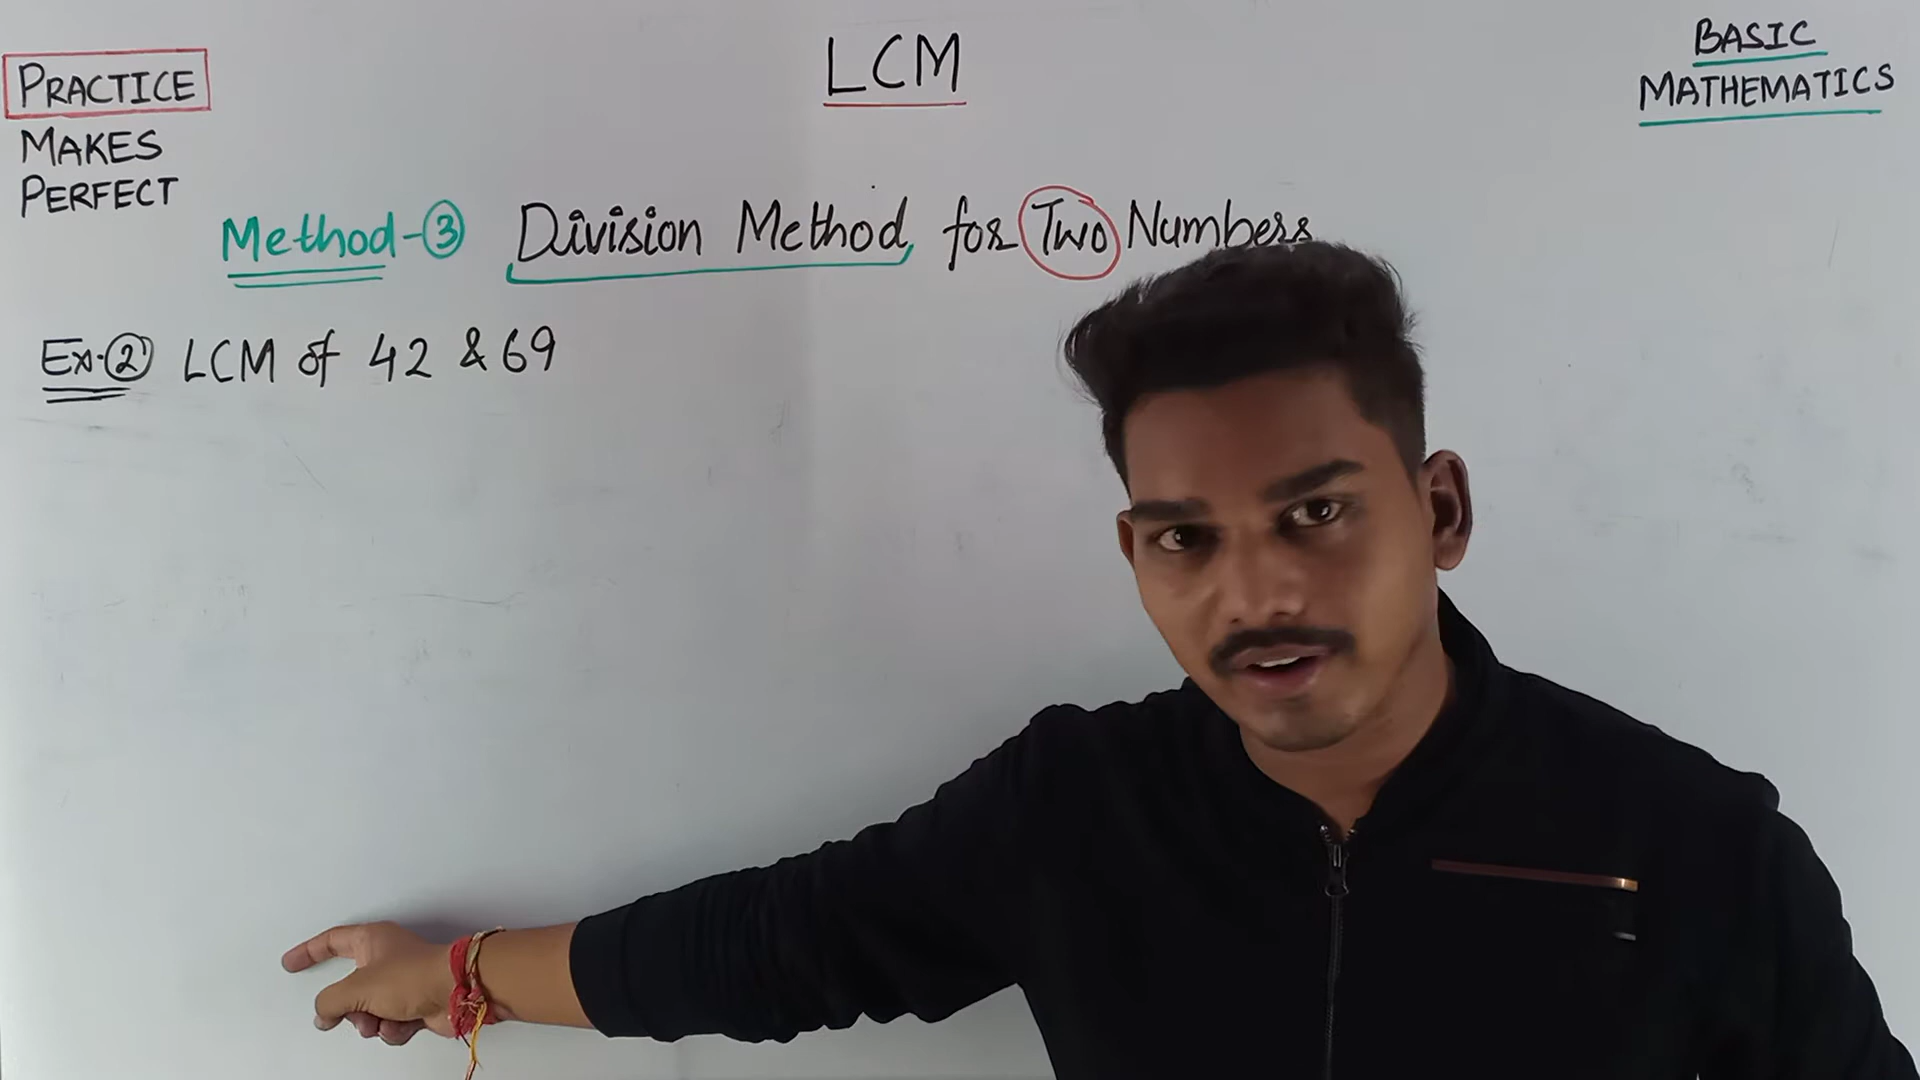 PRACTICE
MAKES
PERFECT
LCM
BASIC
MATHEMATICS
Method-③ Division Method for Two Numbers
Ex-② LCM of 42 & 69